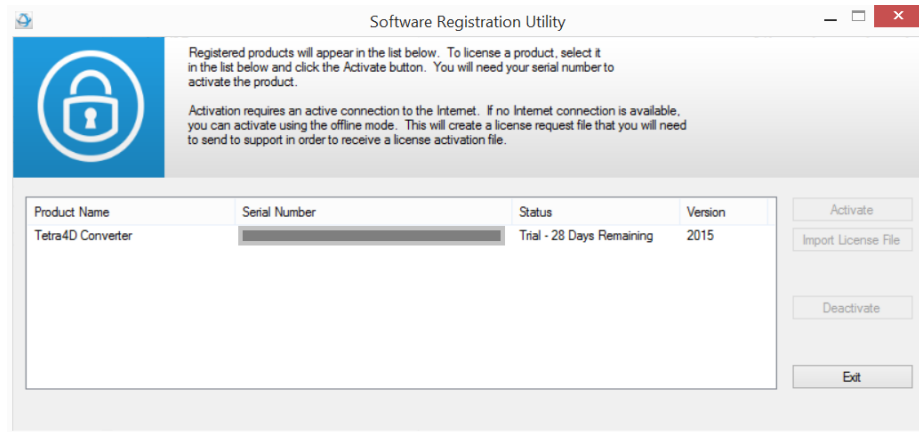 Software Registration Utility
Registered products will appear in the list below.  To license a product, select it
in the list below and click the Activate button.  You will need your serial number to
activate the product.
Activation requires an active connection to the Internet.  If no Internet connection is available,
you can activate using the offline mode.  This will create a license request file that you will need
to send to support in order to receive a license activation file.
Product Name Serial Number Status Version
Tetra4D Converter Trial - 28 Days Remaining 2015
Activate
Import License File
Deactivate
Exit